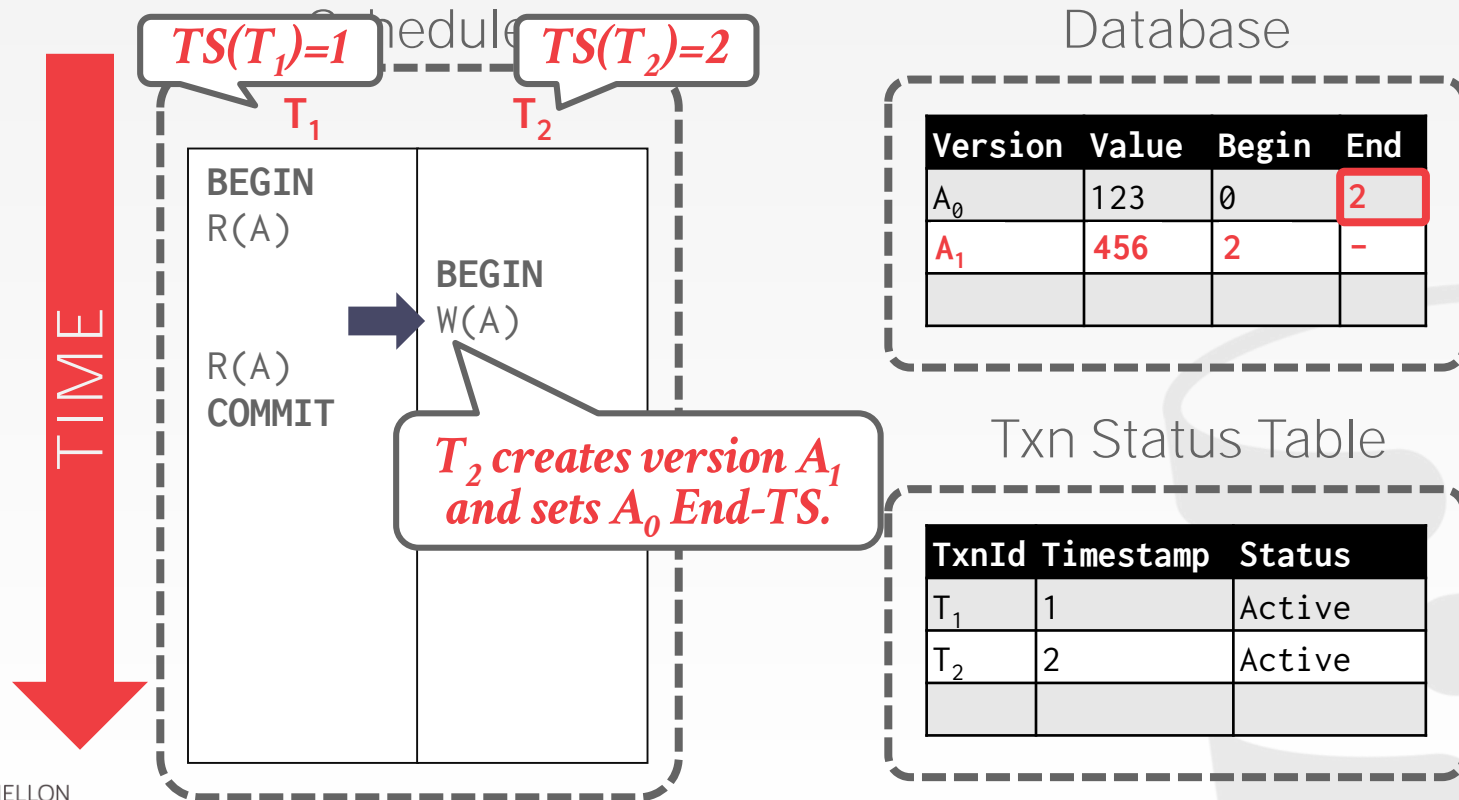 Schedule
TS(T₁)=1
TS(T₂)=2
T₁
T₂
BEGIN
R(A)
BEGIN
W(A)
R(A)
COMMIT
T₂ creates version A₁
and sets A₀ End-TS.
TIME
Database
Version Value Begin End
A₀ 123 0 2
A₁ 456 2 -
Txn Status Table
TxnId Timestamp Status
T₁ 1 Active
T₂ 2 Active
MELLON